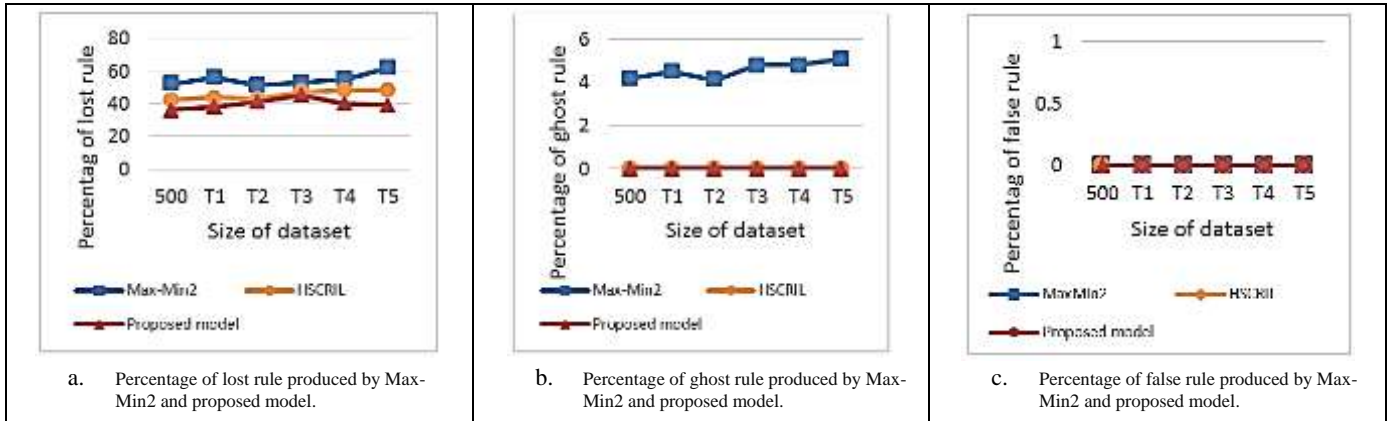 Percentag of lost rule
80
60
40
20
0
500 T1 T2 T3 T4 T5
Size of dataset
Max-Min2 HSCRIL
Proposed model
a. Percentage of lost rule produced by Max-
Min2 and proposed model.
Percentage of ghost rule
6
4
2
0
500 T1 T2 T3 T4 T5
Size of dataset
Max-Min2 HSCRIL
Proposed model
b. Percentage of ghost rule produced by Max-
Min2 and proposed model.
Percentag of false rule
1
0.5
0
500 T1 T2 T3 T4 T5
Size of dataset
MaxMin2 HSCRIL
Proposed model
c. Percentage of false rule produced by Max-
Min2 and proposed model.